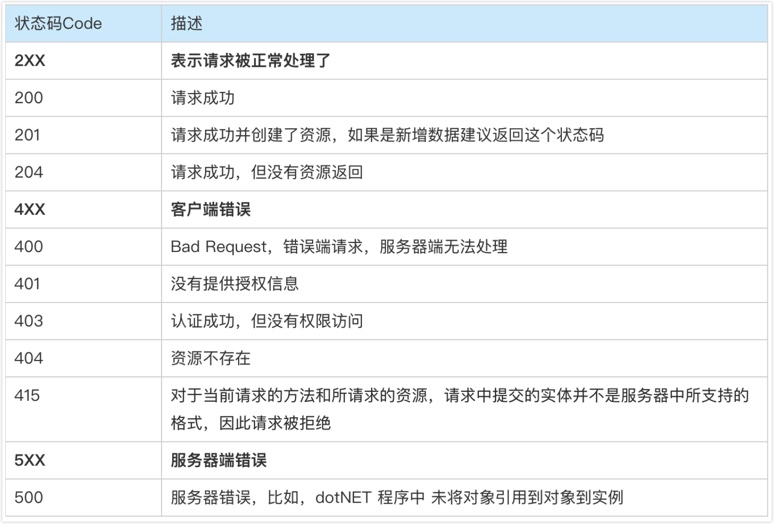 状态码Code 描述
2XX 表示请求被正常处理了
200 请求成功
201 请求成功并创建了资源，如果是新增数据建议返回这个状态码
204 请求成功，但没有资源返回
4XX 客户端错误
400 Bad Request，错误端请求，服务器端无法处理
401 没有提供授权信息
403 认证成功，但没有权限访问
404 资源不存在
415 对于当前请求的方法和所请求的资源，请求中提交的实体并不是服务器中所支持的
格式，因此请求被拒绝
5XX 服务器端错误
500 服务器错误，比如，dotNET 程序中 未将对象引用到对象到实例